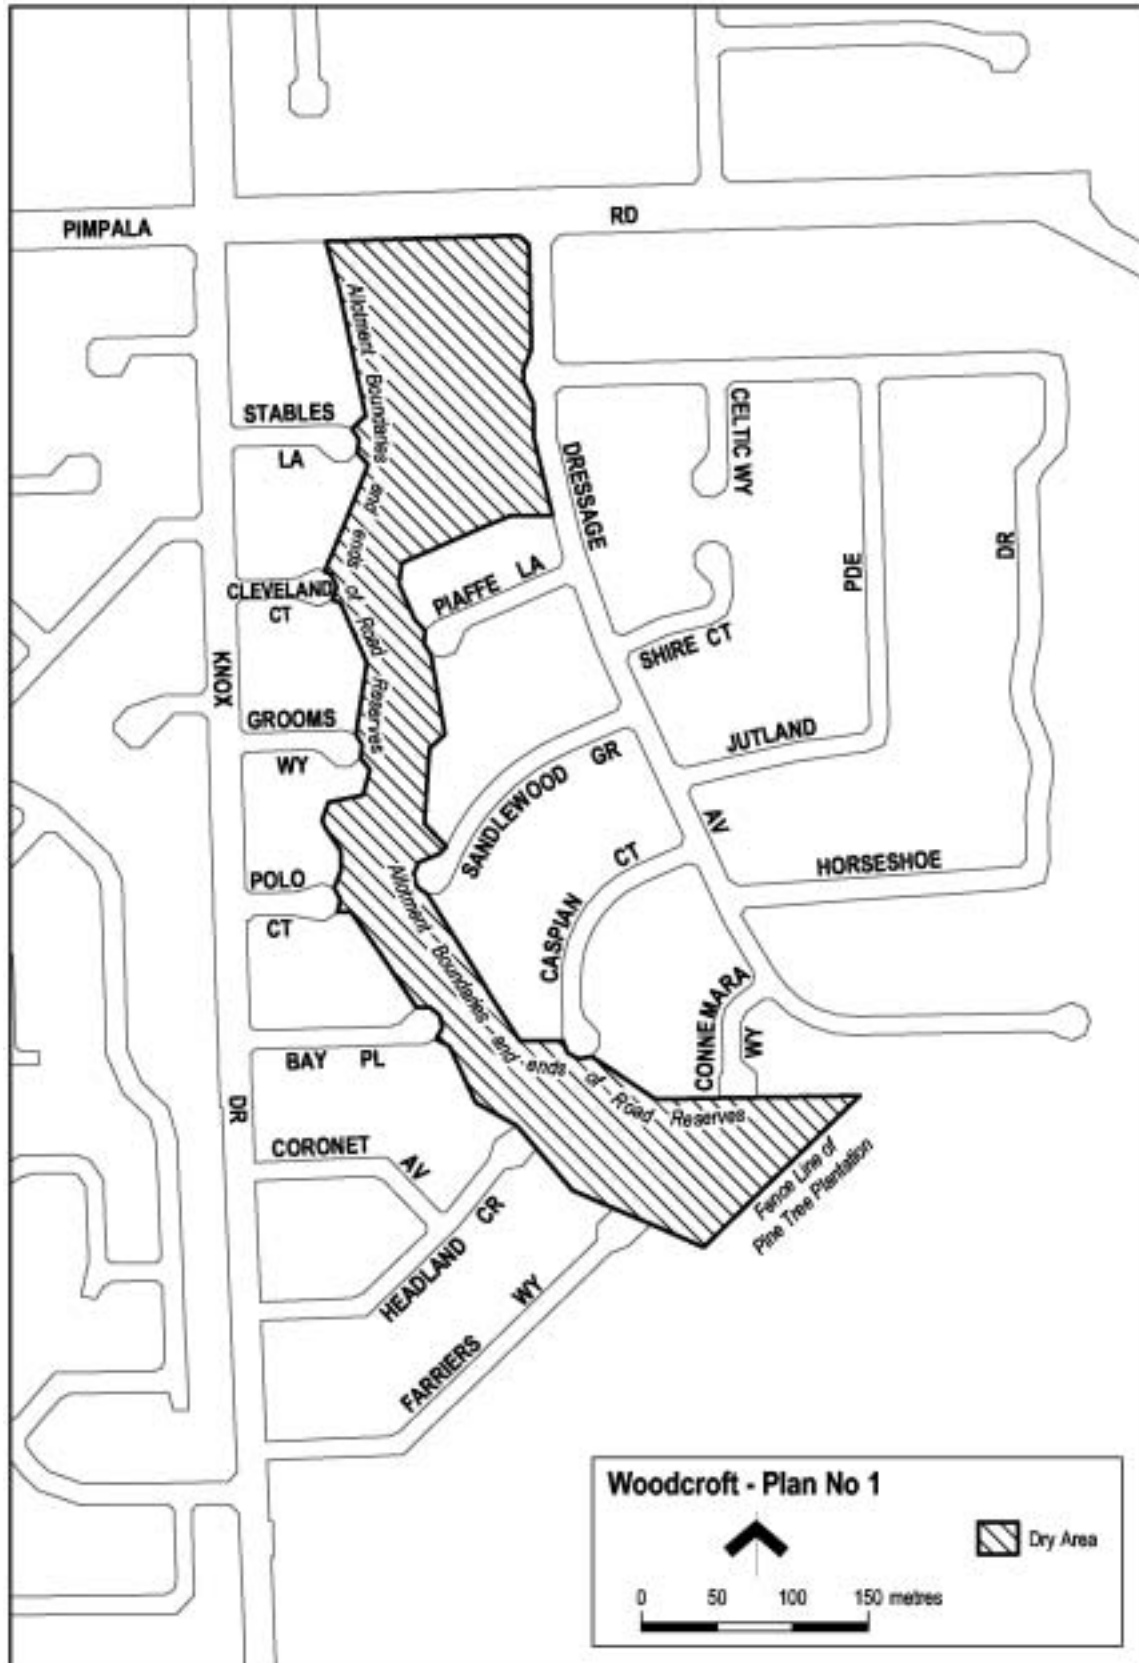 PIMPALA
RD
Allotment Boundaries and ends of Road Reserves
STABLES
LA
CELTIC WY
DRESSAGE
DR
PIAFFE LA
PDE
CLEVELAND
CT
SHIRE CT
KNOX
GROOMS
WY
JUTLAND
SANDLEWOOD GR
AV
HORSESHOE
CT
POLO
CT
Allotment Boundaries and ends of Road Reserves
CASPIAN
CONNEMARA
WY
BAY PL
DR
CORONET
AV
Fence Line of
Pine Tree Plantation
HEADLAND CR
WY
FARRIERS
Woodcroft - Plan No 1
Dry Area
0 50 100 150 metres